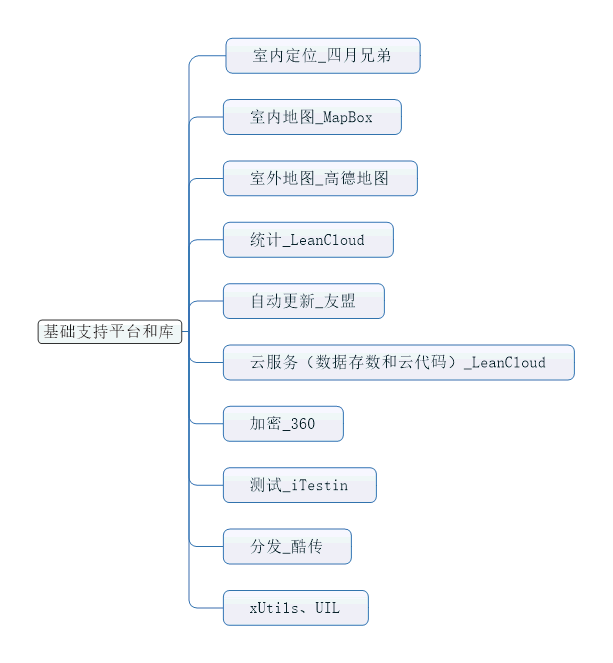 室内定位_四月兄弟
室内地图_MapBox
室外地图_高德地图
统计_LeanCloud
自动更新_友盟
基础支持平台和库
云服务（数据存数和云代码）_LeanCloud
加密_360
测试_iTestin
分发_酷传
xUtils、UIL